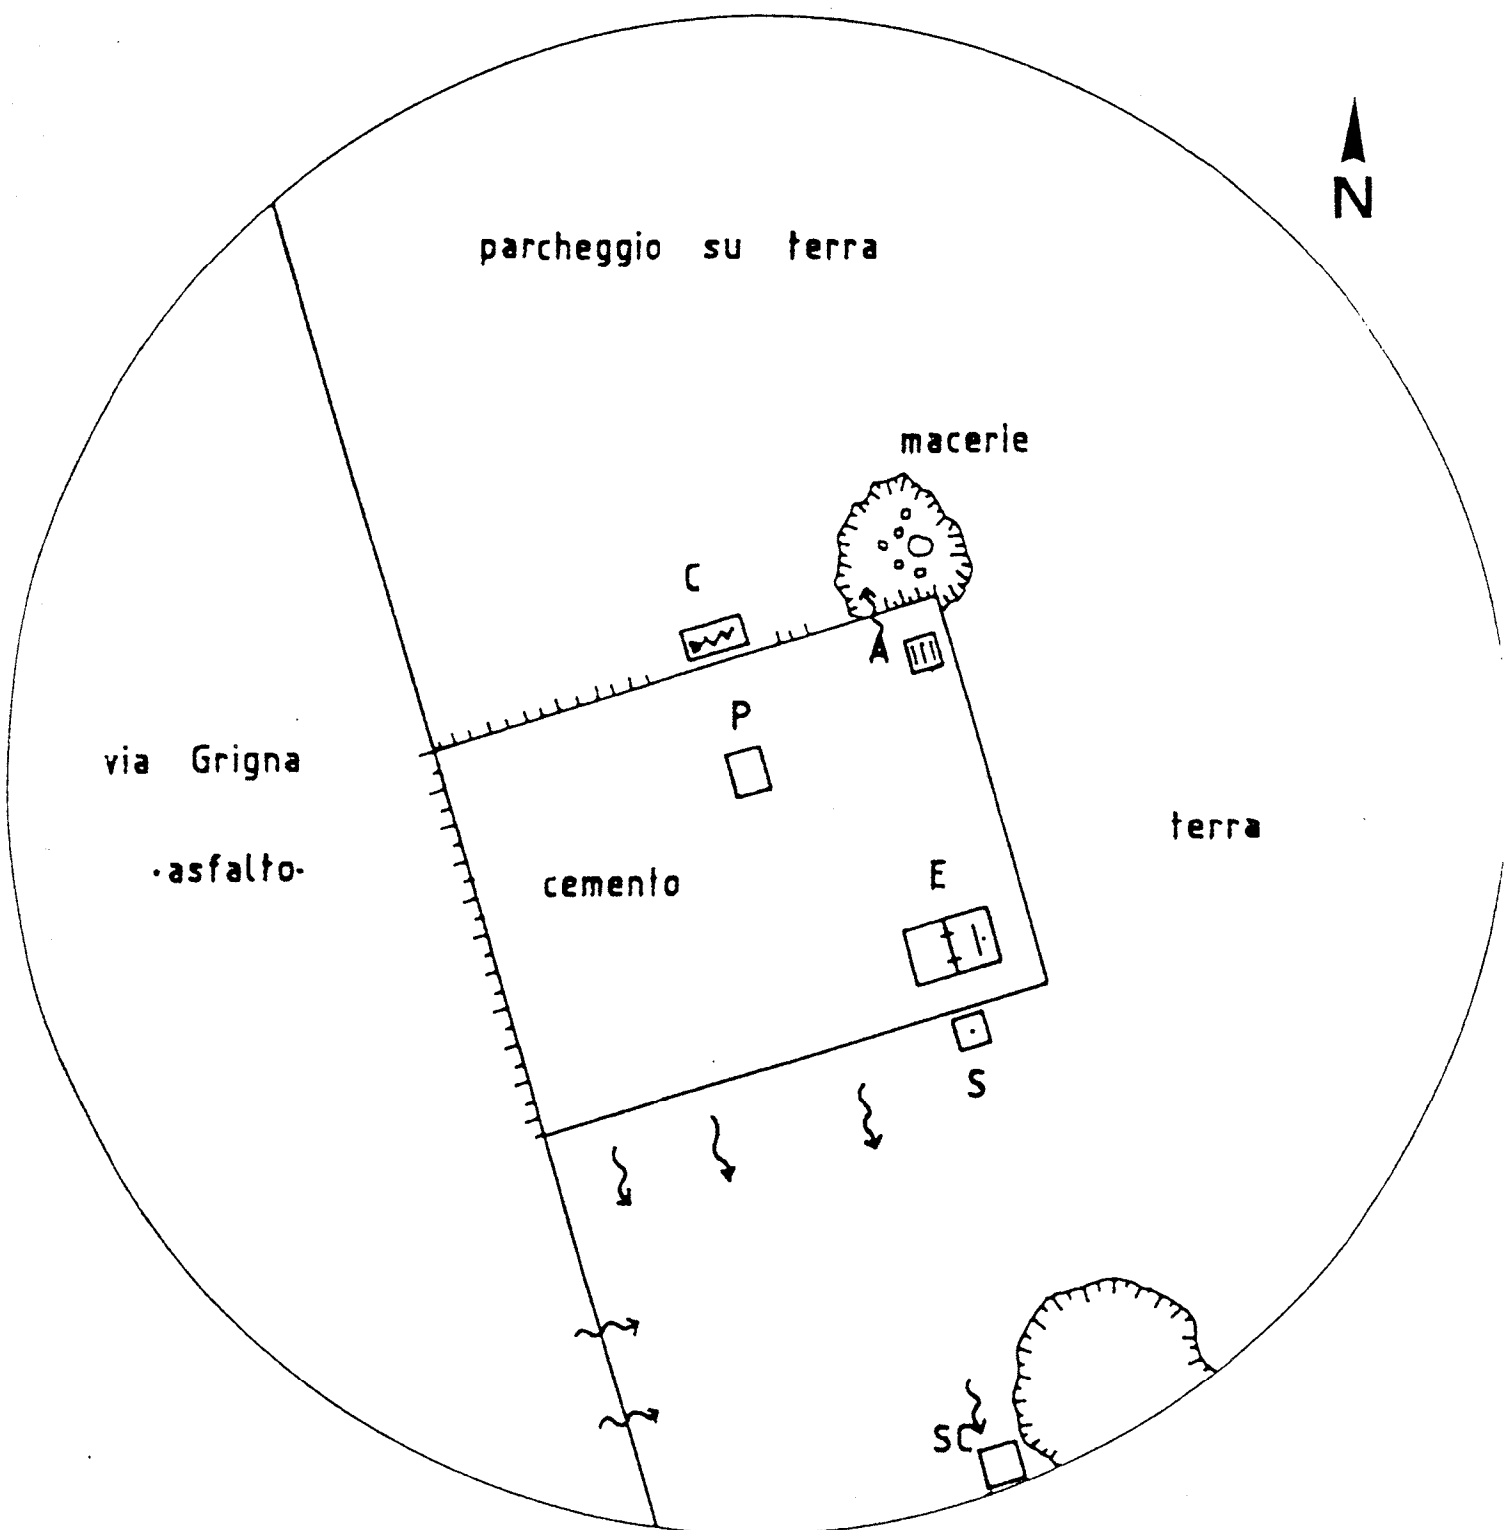 N
parcheggio su terra
macerie
C
A
P
via Grigna
terra
·asfalto·
E
cemento
S
SC